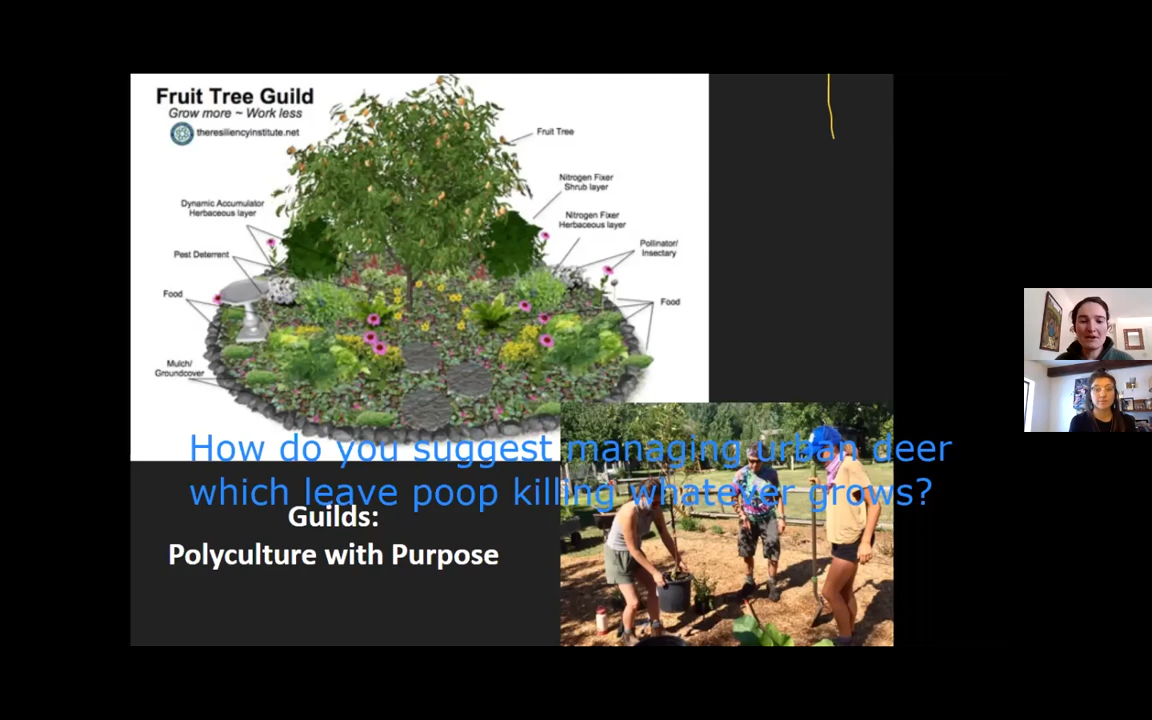 Fruit Tree Guild
Grow more ~ Work less
theresiliencyinstitute.net
Fruit Tree
Nitrogen Fixer
Shrub layer
Dynamic Accumulator
Herbaceous layer
Nitrogen Fixer
Herbaceous layer
Pollinator/
Insectary
Pest Deterrent
Food
Food
Mulch/
Groundcover
How do you suggest managing urban deer
which leave poop killing whatever grows?
Guilds:
Polyculture with Purpose